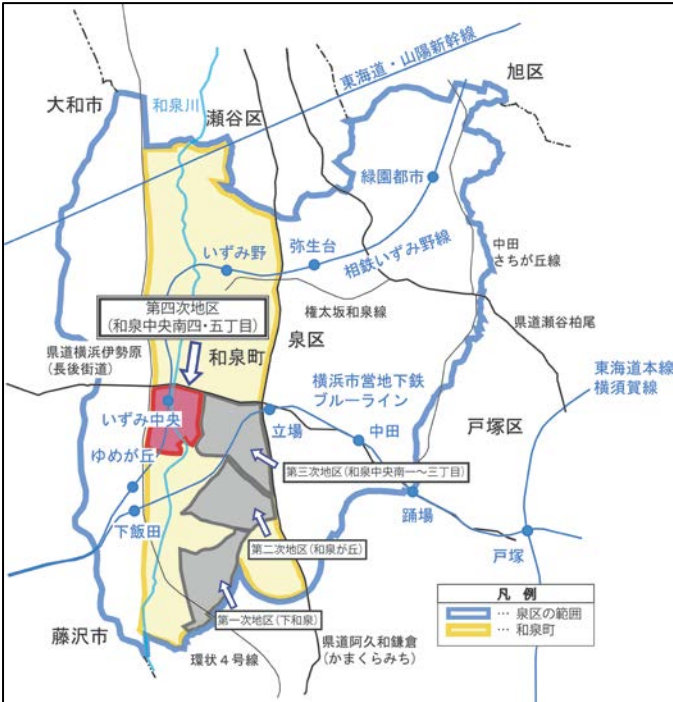 東海道・山陽新幹線
旭区
大和市
和泉川
瀬谷区
緑園都市
いずみ野
弥生台
相鉄いずみ野線
中田
さちが丘線
第四次地区
(和泉中央南四・五丁目)
権太坂和泉線
県道瀬谷柏尾
泉区
和泉町
県道横浜伊勢原
(長後街道)
横浜市営地下鉄
ブルーライン
東海道本線
横須賀線
いずみ中央
立場
中田
戸塚区
ゆめが丘
第三次地区(和泉中央南一~三丁目)
下飯田
踊場
戸塚
第二次地区(和泉が丘)
第一次地区(下和泉)
藤沢市
環状4号線
県道阿久和鎌倉
(かまくらみち)
凡 例
… 泉区の範囲
… 和泉町